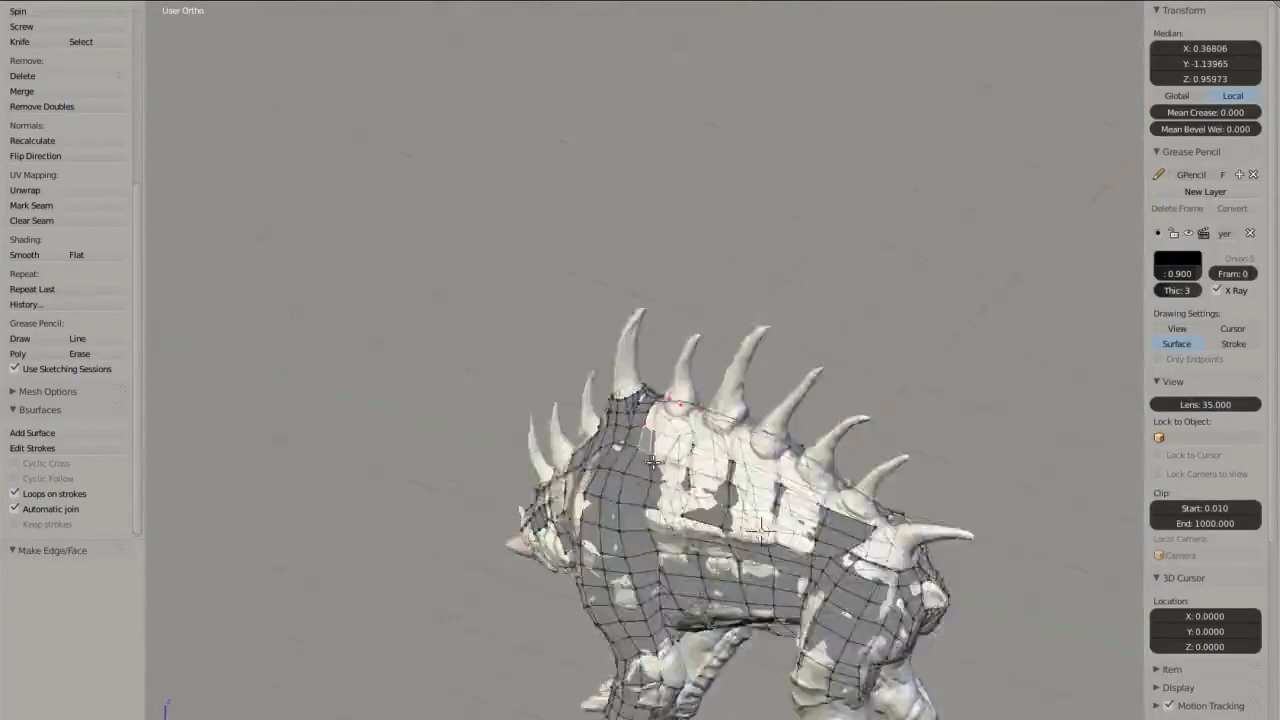 Spin
Screw
Knife Select
Remove:
Delete
Merge
Remove Doubles
Normals:
Recalculate
Flip Direction
UV Mapping:
Unwrap
Mark Seam
Clear Seam
Shading:
Smooth Flat
Repeat:
Repeat Last
History...
Grease Pencil:
Draw Line
Poly Erase
Use Sketching Sessions
Mesh Options
Bsurfaces
Add Surface
Edit Strokes
Cyclic Cross
Cyclic Follow
Loops on strokes
Automatic join
Keep strokes
Make Edge/Face
User Ortho
z
Transform
Median:
X: 0.36806
Y: -1.13965
Z: 0.95973
Global Local
Mean Crease: 0.000
Mean Bevel Wei: 0.000
Grease Pencil
GPencil F
New Layer
Delete Frame Convert
yer
Onion S
: 0.900 Fram: 0
Thic: 3 X Ray
Drawing Settings:
View Cursor
Surface Stroke
Only Endpoints
View
Lens: 35.000
Lock to Object:
Lock to Cursor
Lock Camera to View
Clip:
Start: 0.010
End: 1000.000
Local Camera:
Camera
3D Cursor
Location:
X: 0.0000
Y: 0.0000
Z: 0.0000
Item
Display
Motion Tracking